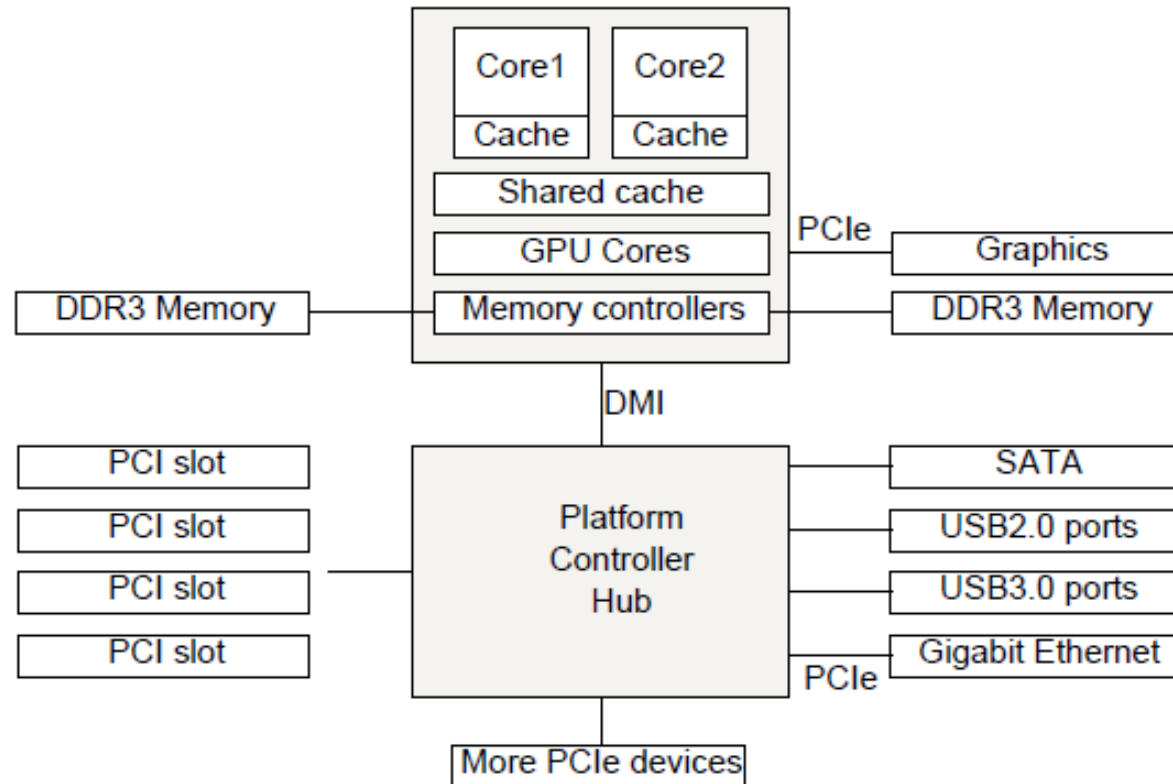 Core1
Core2
Cache
Cache
Shared cache
GPU Cores
PCIe
Graphics
DDR3 Memory
Memory controllers
DDR3 Memory
DMI
PCI slot
SATA
PCI slot
Platform
Controller
Hub
USB2.0 ports
PCI slot
USB3.0 ports
PCI slot
Gigabit Ethernet
PCIe
More PCIe devices